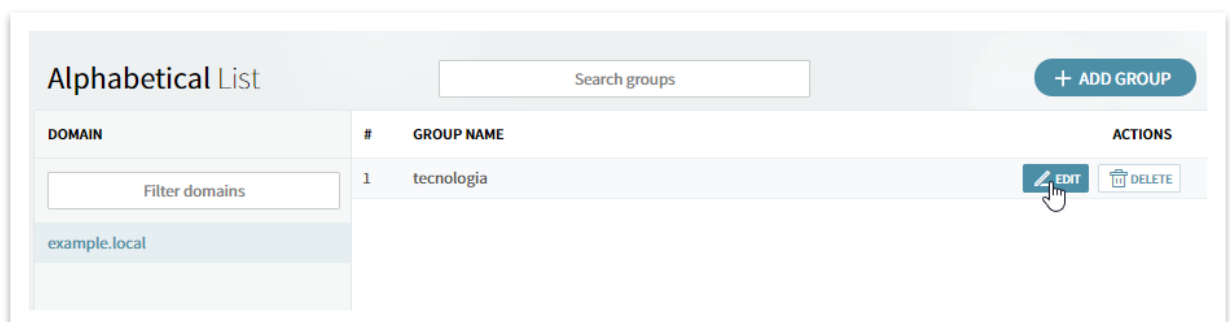 Alphabetical List
Search groups
+ ADD GROUP
DOMAIN
# GROUP NAME ACTIONS
Filter domains
1 tecnologia EDIT DELETE
example.local